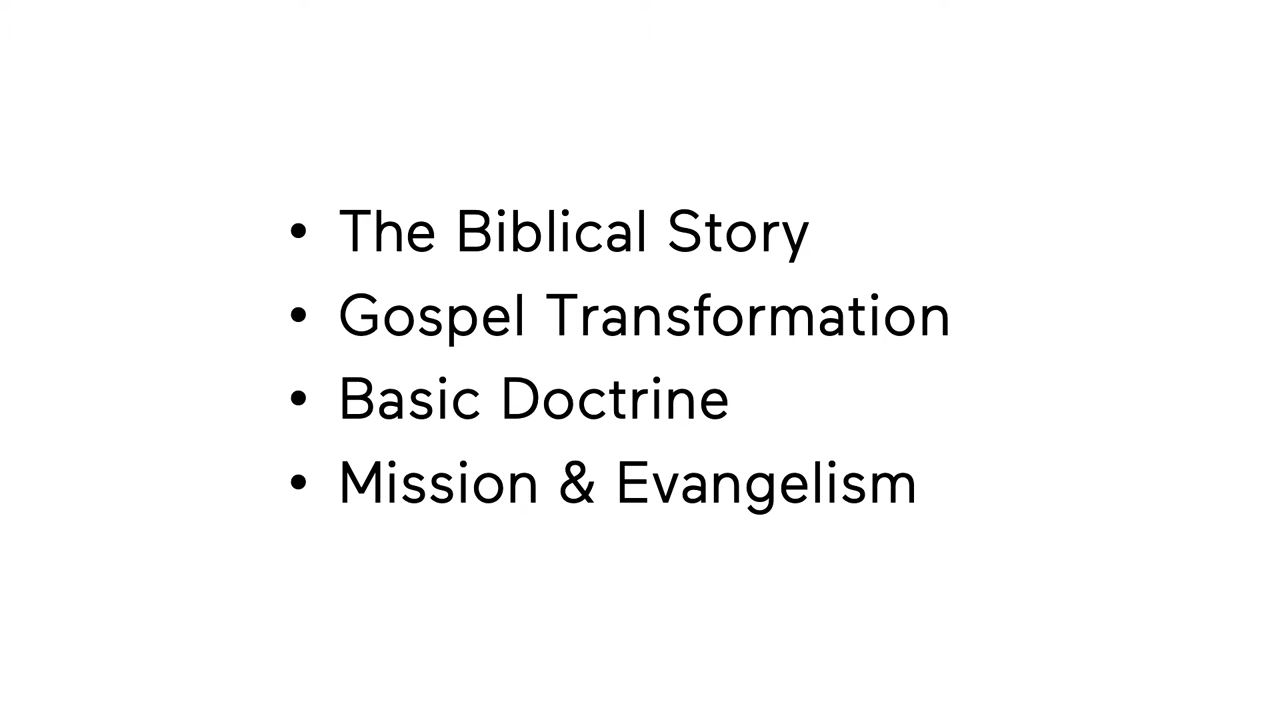 • The Biblical Story
• Gospel Transformation
• Basic Doctrine
• Mission & Evangelism